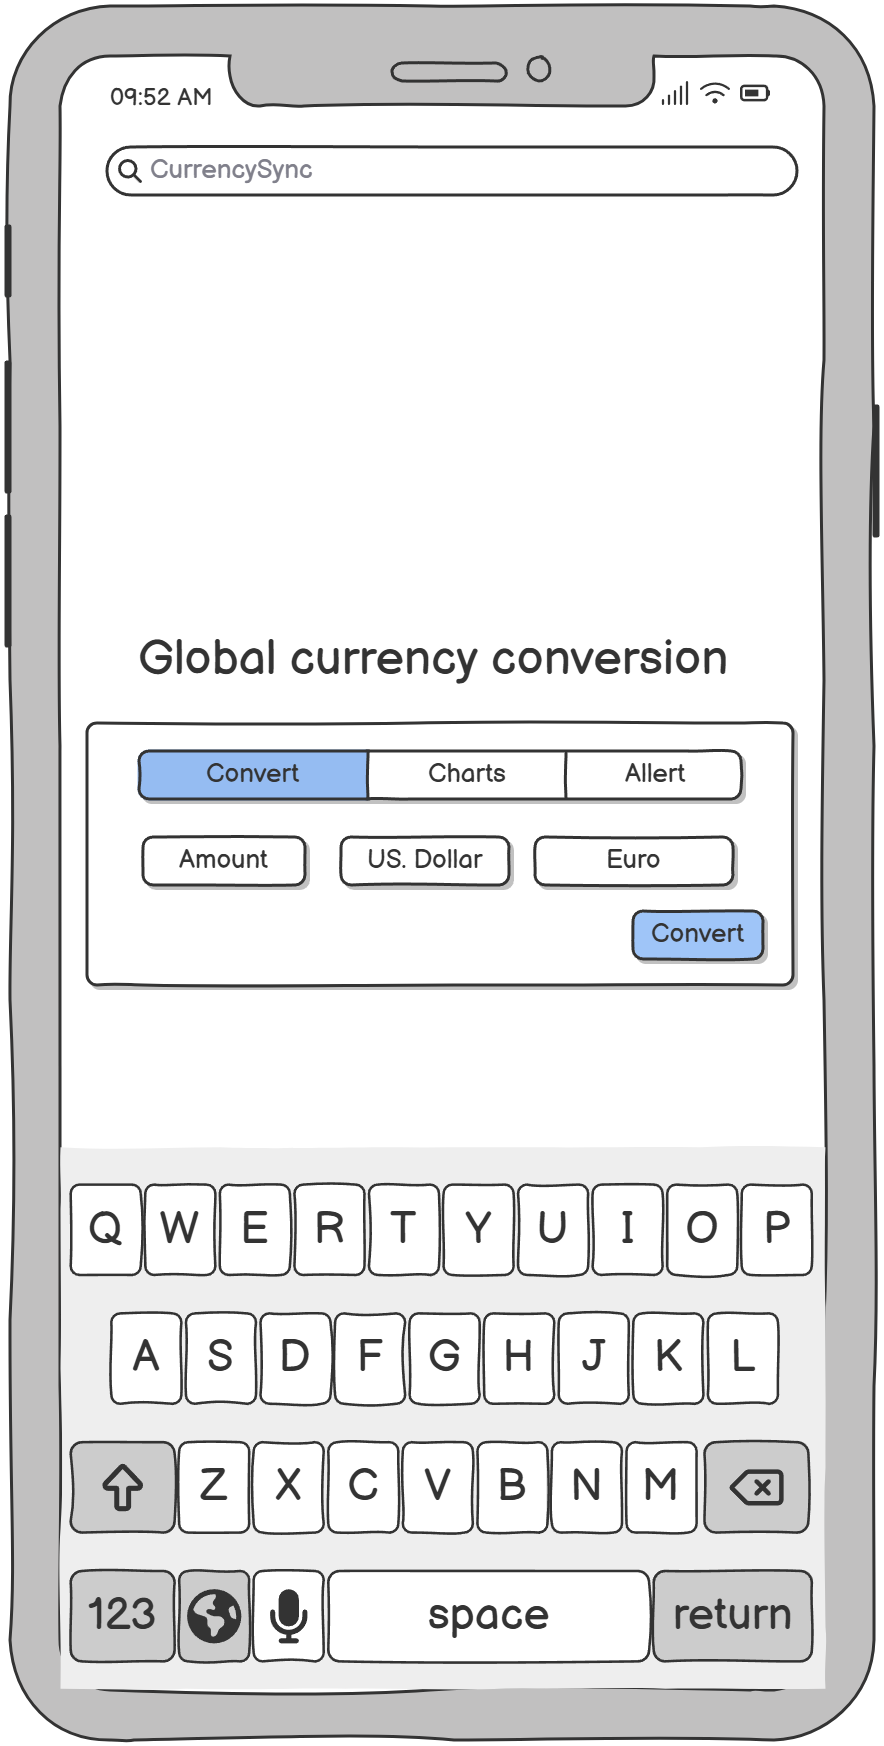 09:52 AM
CurrencySync
Global currency conversion
Convert Charts Allert
Amount US. Dollar Euro
Convert
Q W E R T Y U I O P
A S D F G H J K L
Z X C V B N M
123 space return